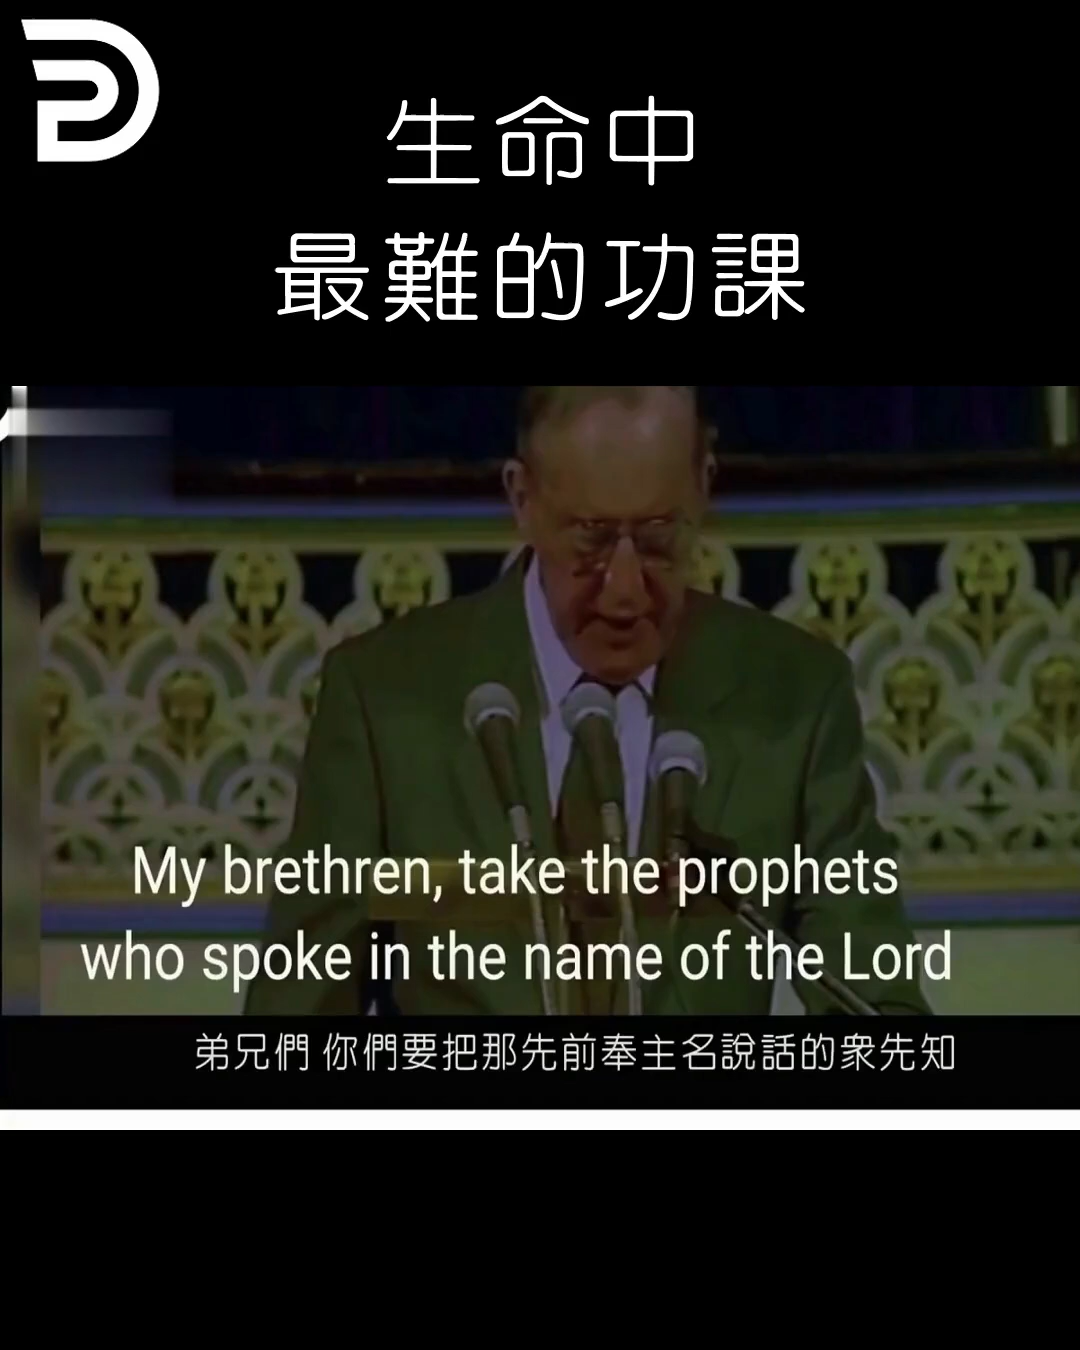 生命中
最難的功課
My brethren, take the prophets
who spoke in the name of the Lord
弟兄們 你們要把那先前奉主名說話的衆先知